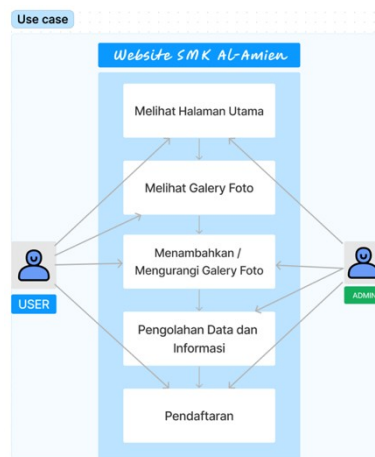 Use case
Website SMK Al-Amien
Melihat Halaman Utama
Melihat Galery Foto
Menambahkan /
Mengurangi Galery Foto
USER
ADMIN
Pengolahan Data dan
Informasi
Pendaftaran